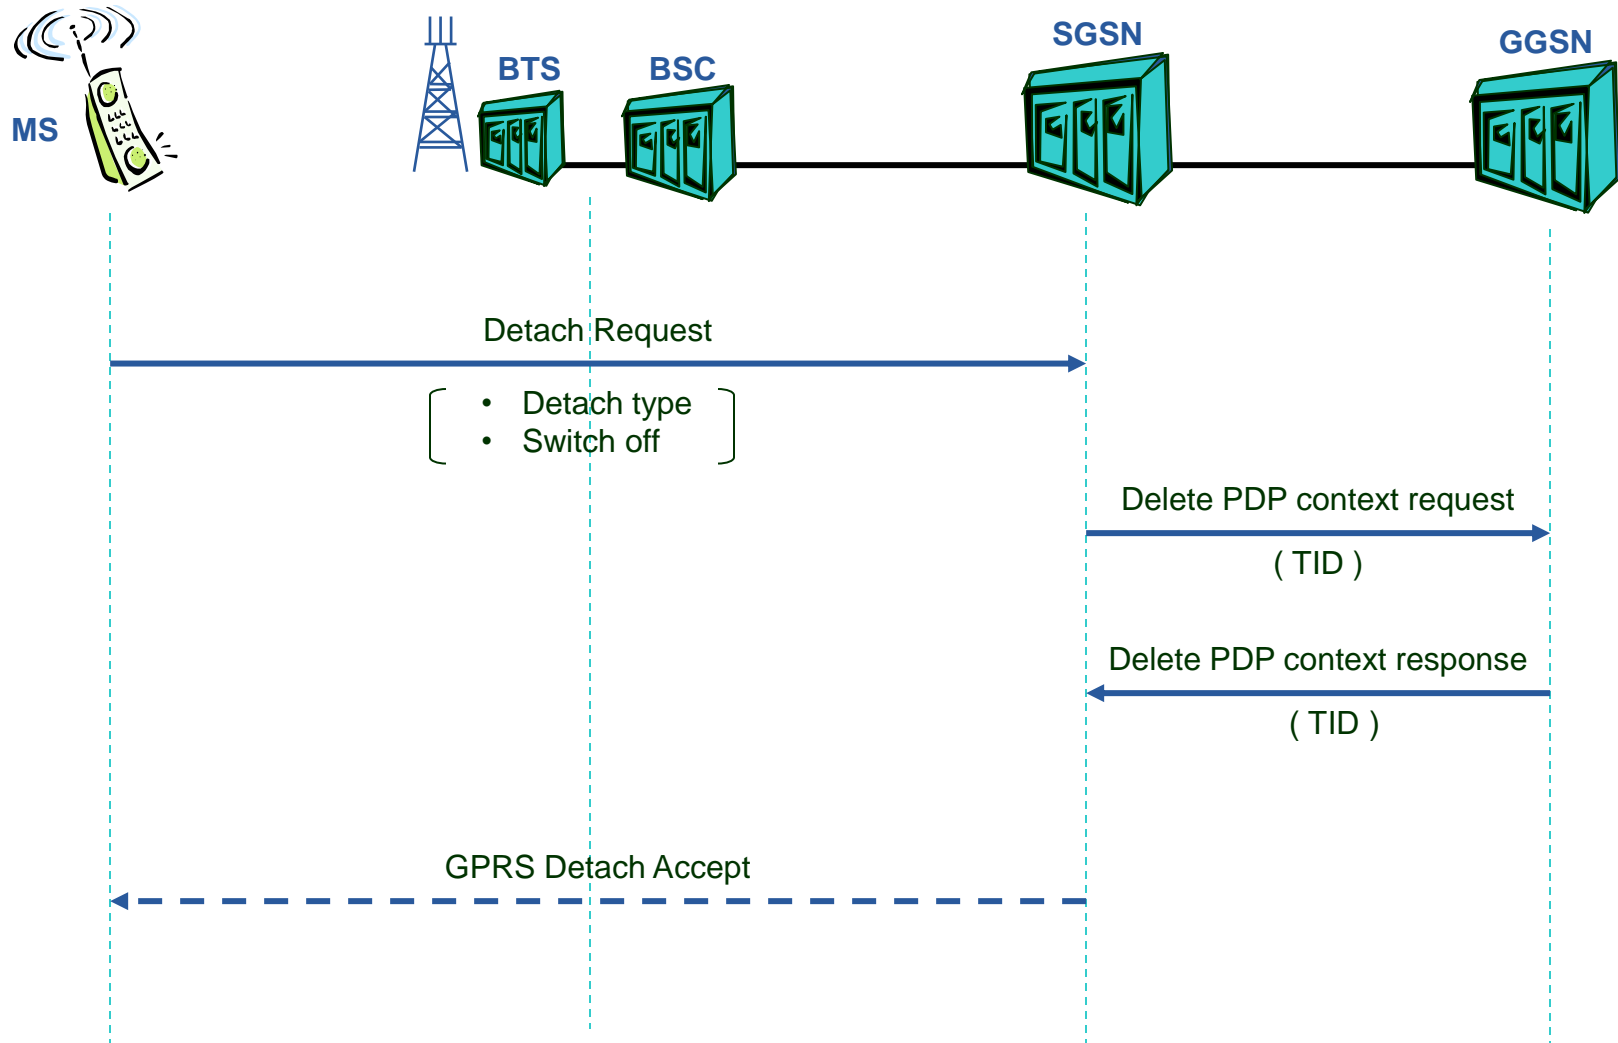 SGSN
GGSN
BTS
BSC
MS
Detach Request
• Detach type
• Switch off
Delete PDP context request
( TID )
Delete PDP context response
( TID )
GPRS Detach Accept